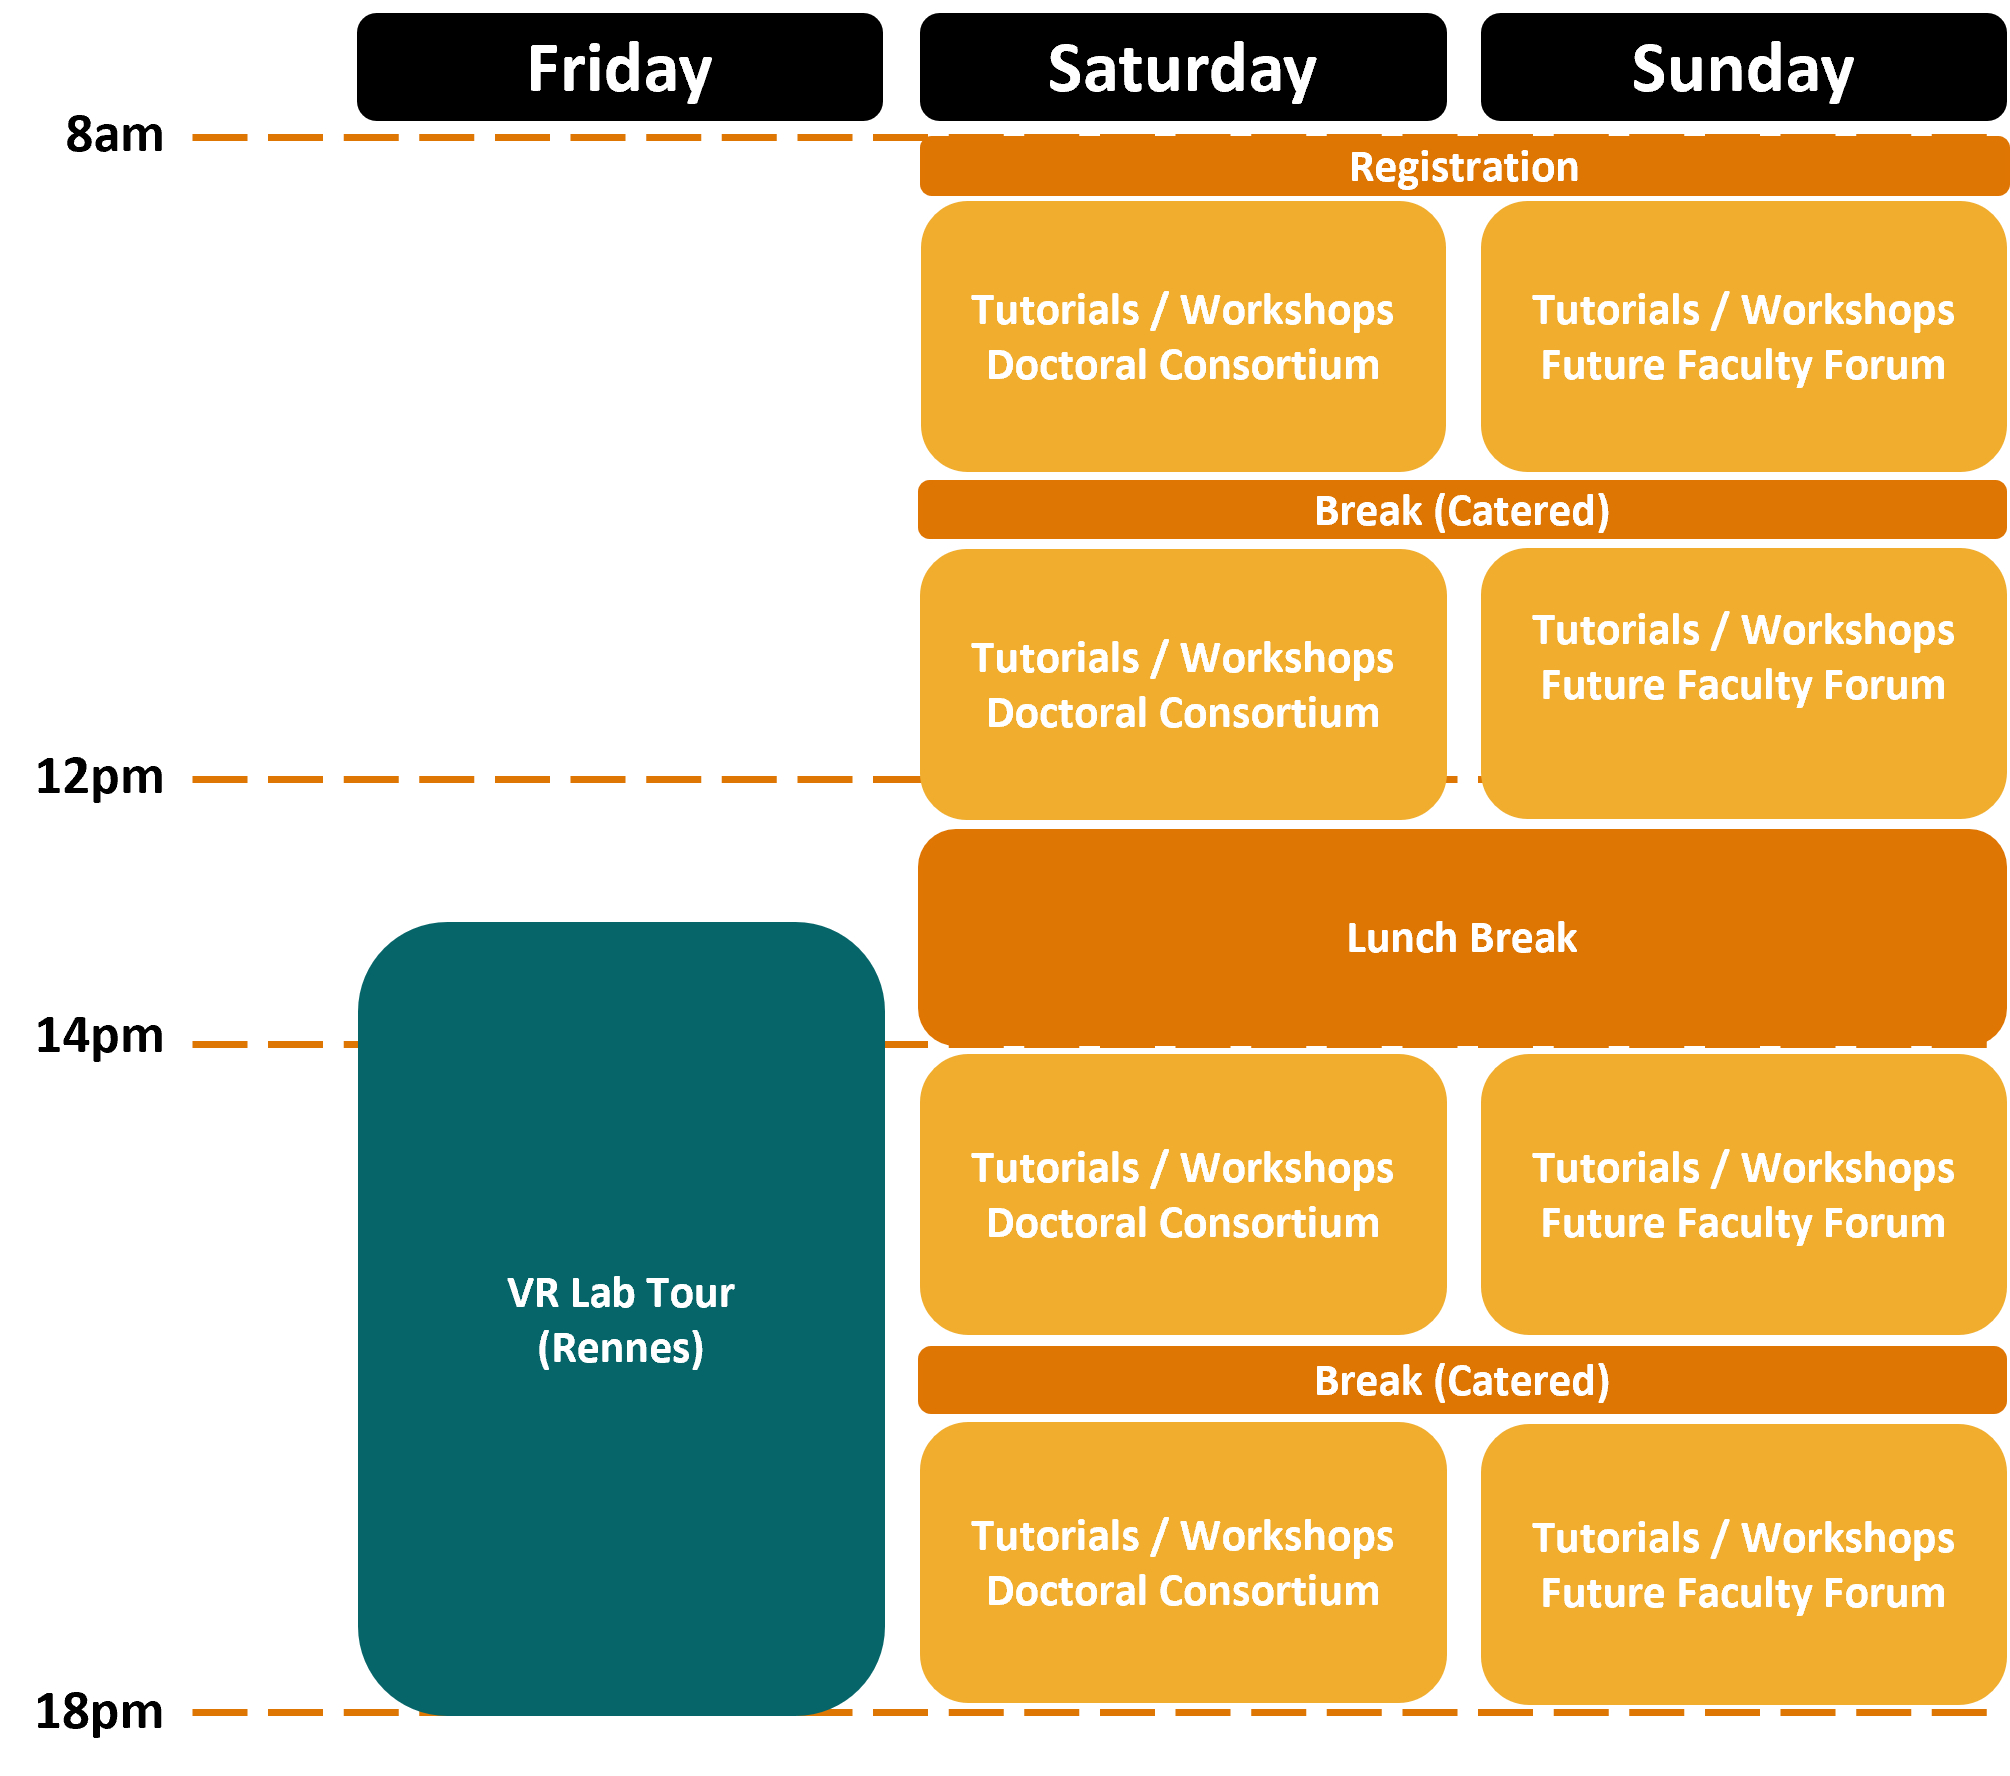 Friday
Saturday
Sunday
8am
Registration
Tutorials / Workshops
Doctoral Consortium
Tutorials / Workshops
Future Faculty Forum
Break (Catered)
Tutorials / Workshops
Doctoral Consortium
Tutorials / Workshops
Future Faculty Forum
12pm
Lunch Break
14pm
VR Lab Tour
(Rennes)
Tutorials / Workshops
Doctoral Consortium
Tutorials / Workshops
Future Faculty Forum
Break (Catered)
Tutorials / Workshops
Doctoral Consortium
Tutorials / Workshops
Future Faculty Forum
18pm